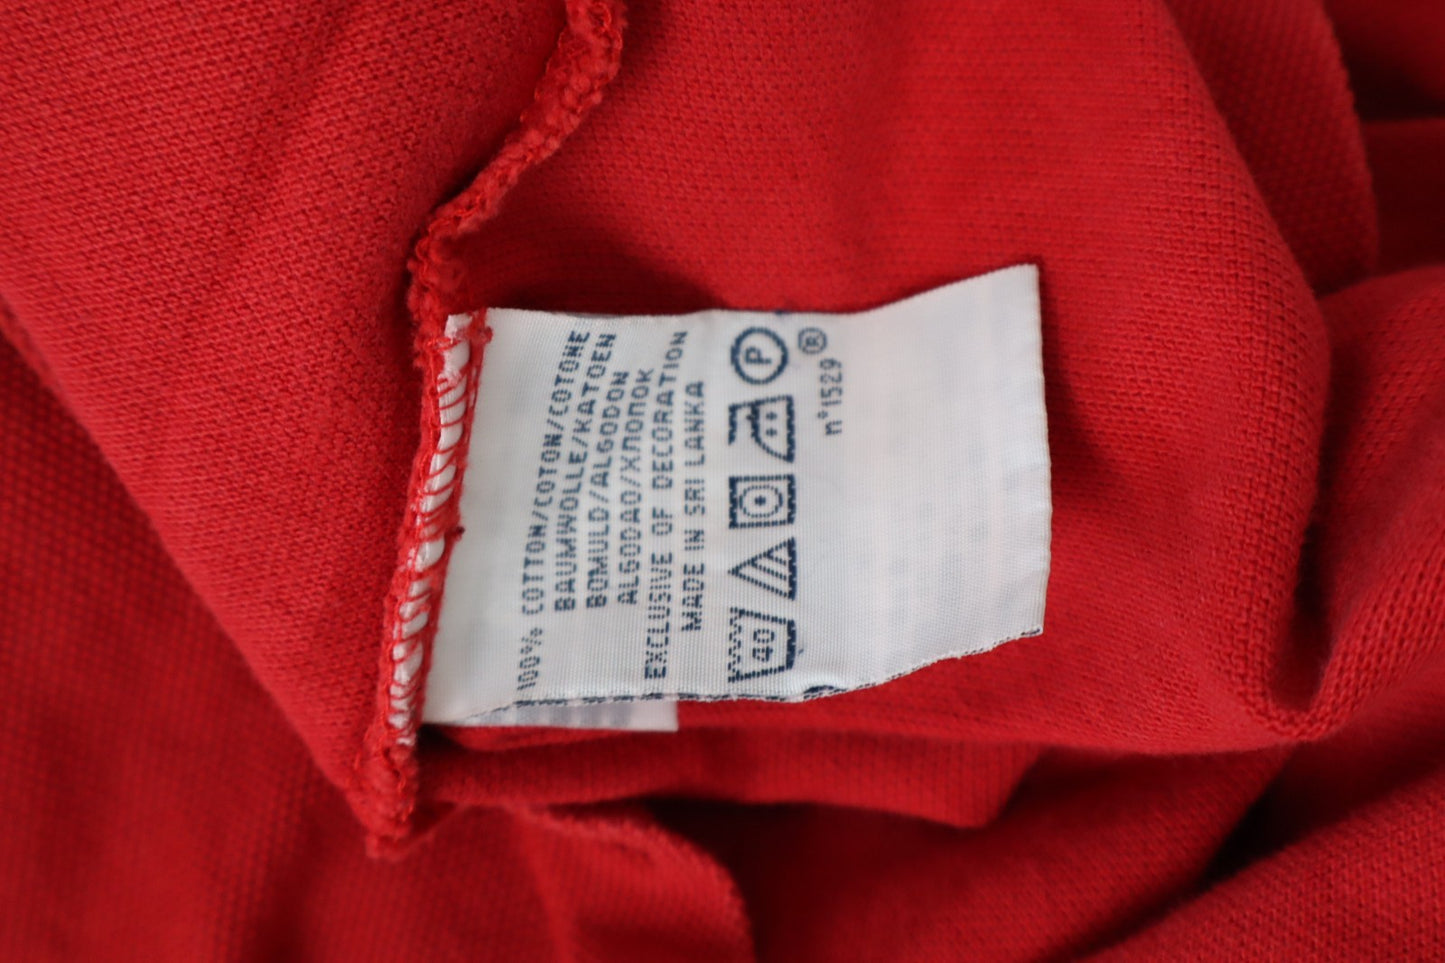 100% COTTON/COTON/COTONE
BAUMWOLLE/KATOEN
BOMULD/ALGODON
ALGODAO/ХЛОПОК
EXCLUSIVE OF DECORATION
MADE IN SRI LANKA
40
P
n°1529 ®